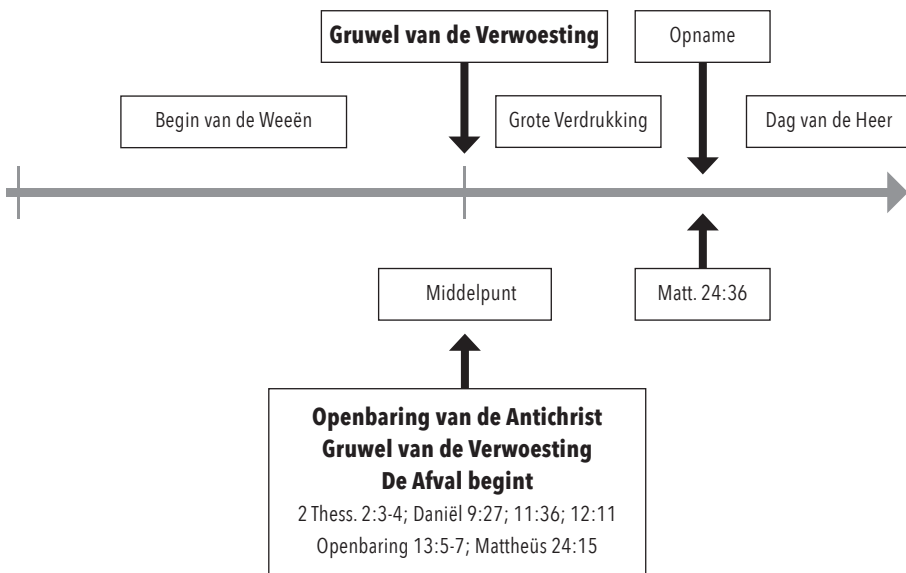 Gruwel van de Verwoesting
Opname
Begin van de Weeën
Grote Verdrukking
Dag van de Heer
Middelpunt
Matt. 24:36
Openbaring van de Antichrist
Gruwel van de Verwoesting
De Afval begint
2 Thess. 2:3-4; Daniël 9:27; 11:36; 12:11
Openbaring 13:5-7; Mattheüs 24:15